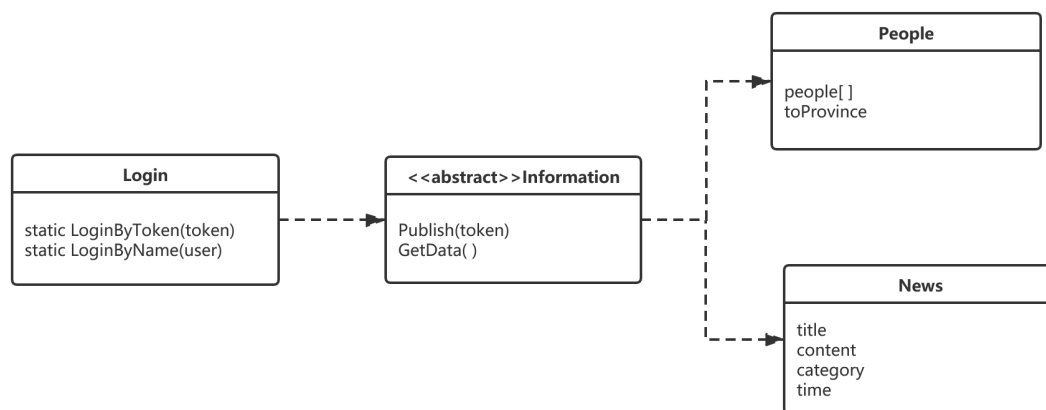 People
people[ ]
toProvince
Login
static LoginByToken(token)
static LoginByName(user)
<<abstract>>Information
Publish(token)
GetData( )
News
title
content
category
time